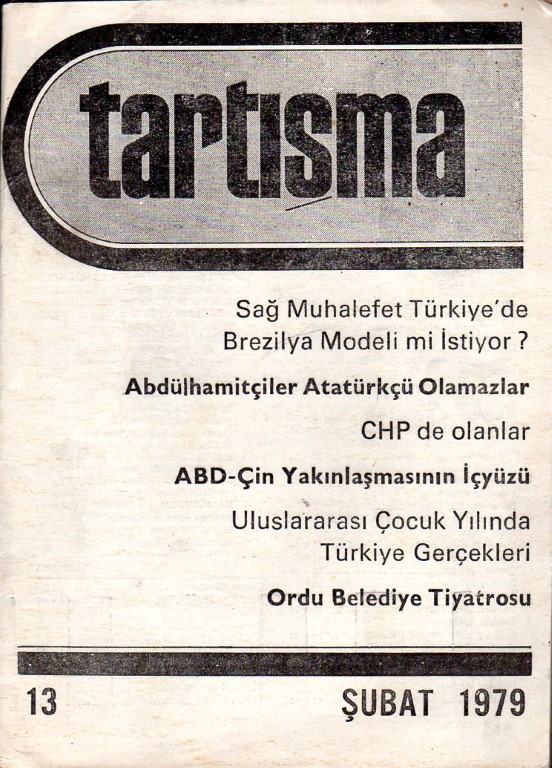 tartışma
Sağ Muhalefet Türkiye'de
Brezilya Modeli mi İstiyor ?
Abdülhamitçiler Atatürkçü Olamazlar
CHP de olanlar
ABD-Çin Yakınlaşmasının İçyüzü
Uluslararası Çocuk Yılında
Türkiye Gerçekleri
Ordu Belediye Tiyatrosu
13 ŞUBAT 1979